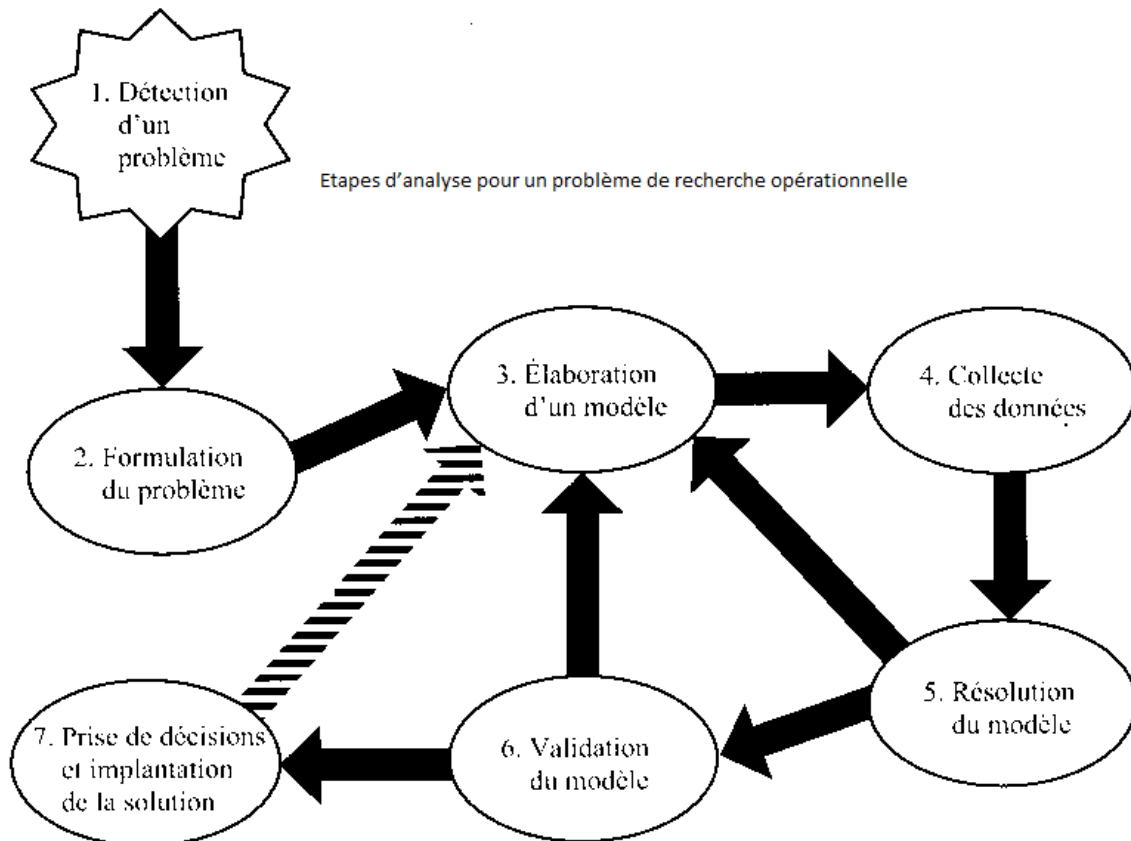 1. Détection
d'un
problème
Etapes d'analyse pour un problème de recherche opérationnelle
2. Formulation
du problème
3. Élaboration
d'un modèle
4. Collecte
des données
5. Résolution
du modèle
6. Validation
du modèle
7. Prise de décisions
et implantation
de la solution